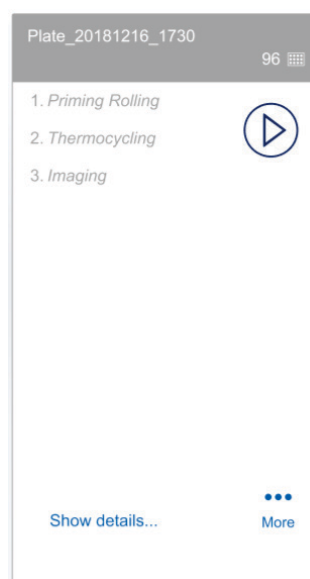 Plate_20181216_1730
96
1. Priming Rolling
2. Thermocycling
3. Imaging
Show details...
More